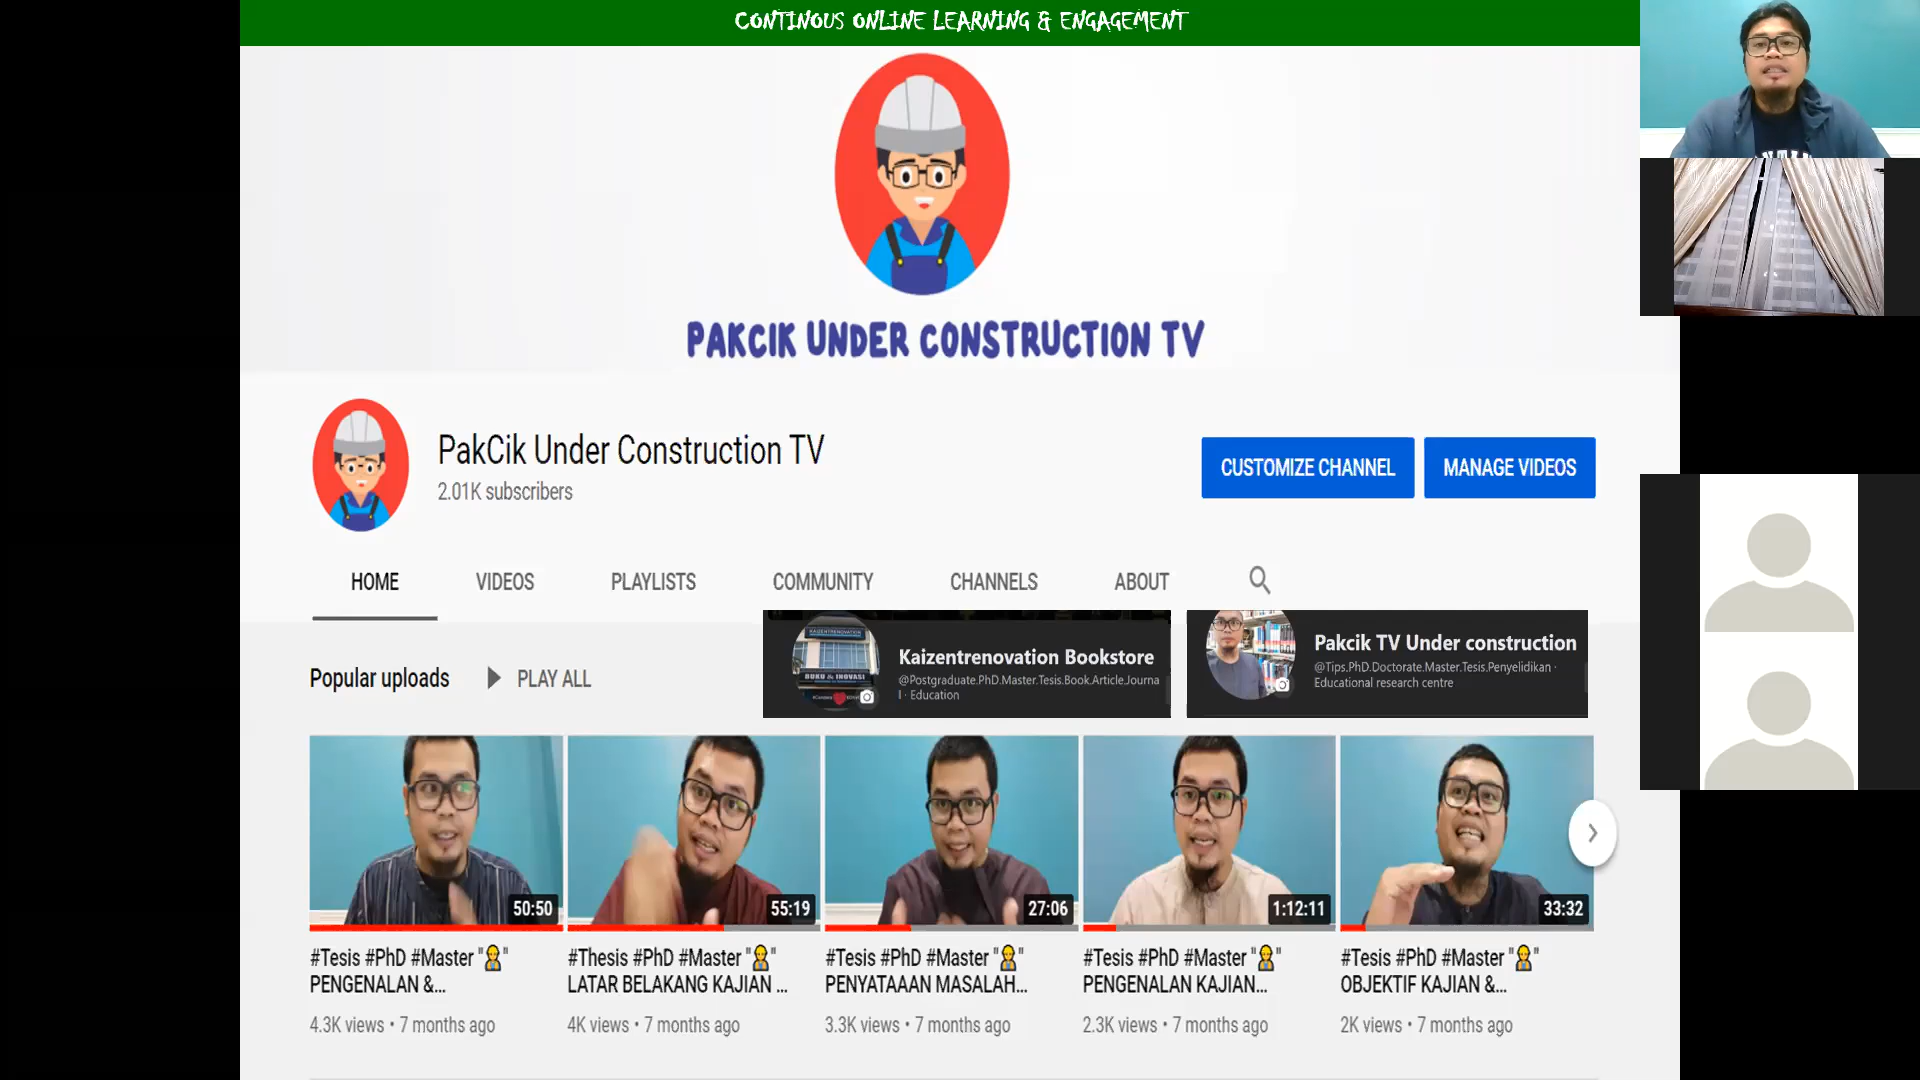 CONTINOUS ONLINE LEARNING & ENGAGEMENT
PAKCIK UNDER CONSTRUCTION TV
PakCik Under Construction TV
2.01K subscribers
CUSTOMIZE CHANNEL
MANAGE VIDEOS
HOME
VIDEOS
PLAYLISTS
COMMUNITY
CHANNELS
ABOUT
KAIZENTRENOVATION
BUKU & INOVASI
Kaizentrenovation Bookstore
@Postgraduate.PhD.Master.Tesis.Book.Article.Journa
l · Education
Pakcik TV Under construction
@Tips.PhD.Doctorate.Master.Tesis.Penyelidikan ·
Educational research centre
Popular uploads
PLAY ALL
50:50
55:19
27:06
1:12:11
33:32
#Tesis #PhD #Master "👷"
PENGENALAN &...
4.3K views • 7 months ago
#Thesis #PhD #Master "👷"
LATAR BELAKANG KAJIAN ...
4K views • 7 months ago
#Tesis #PhD #Master "👷"
PENYATAAAN MASALAH...
3.3K views • 7 months ago
#Tesis #PhD #Master "👷"
PENGENALAN KAJIAN...
2.3K views • 7 months ago
#Tesis #PhD #Master "👷"
OBJEKTIF KAJIAN &...
2K views • 7 months ago